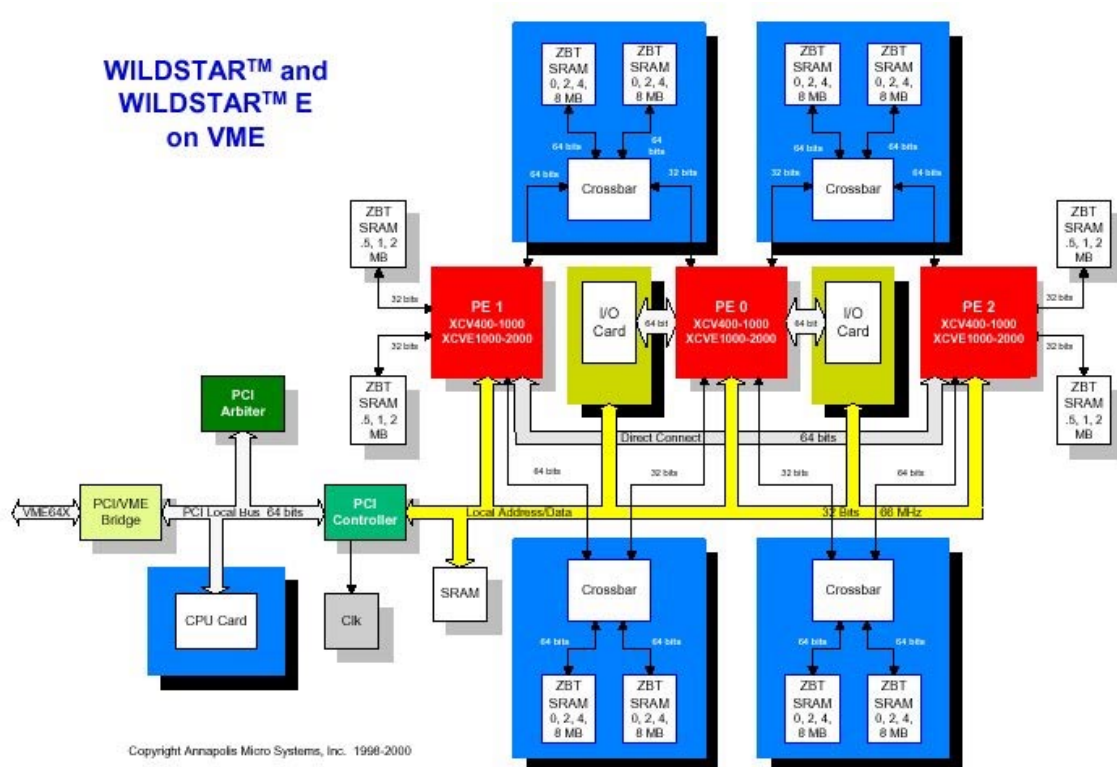 WILDSTAR™ and
WILDSTAR™ E
on VME
ZBT
SRAM
0, 2, 4,
8 MB
ZBT
SRAM
0, 2, 4,
8 MB
64 bits
64
bits
64 bits
32 bits
Crossbar
ZBT
SRAM
0, 2, 4,
8 MB
ZBT
SRAM
0, 2, 4,
8 MB
64 bits
64 bits
32 bits
64 bits
Crossbar
ZBT
SRAM
.5, 1, 2
MB
32 bits
32 bits
ZBT
SRAM
.5, 1, 2
MB
PE 1
XCV400-1000
XCVE1000-2000
I/O
Card
64 bit
PE 0
XCV400-1000
XCVE1000-2000
64 bit
I/O
Card
PE 2
XCV400-1000
XCVE1000-2000
ZBT
SRAM
.5, 1, 2
MB
32 bits
32 bits
ZBT
SRAM
.5, 1, 2
MB
PCI
Arbiter
Direct Connect 64 bits
64 bits
32 bits
32 bits
64 bits
VME64X
PCI/VME
Bridge
PCI Local Bus 64 bits
PCI
Controller
Local Address/Data 32 Bits 66 MHz
CPU Card
Clk
SRAM
Crossbar
64 bits
64 bits
ZBT
SRAM
0, 2, 4,
8 MB
ZBT
SRAM
0, 2, 4,
8 MB
Crossbar
64 bits
64 bits
ZBT
SRAM
0, 2, 4,
8 MB
ZBT
SRAM
0, 2, 4,
8 MB
Copyright Annapolis Micro Systems, Inc. 1998-2000